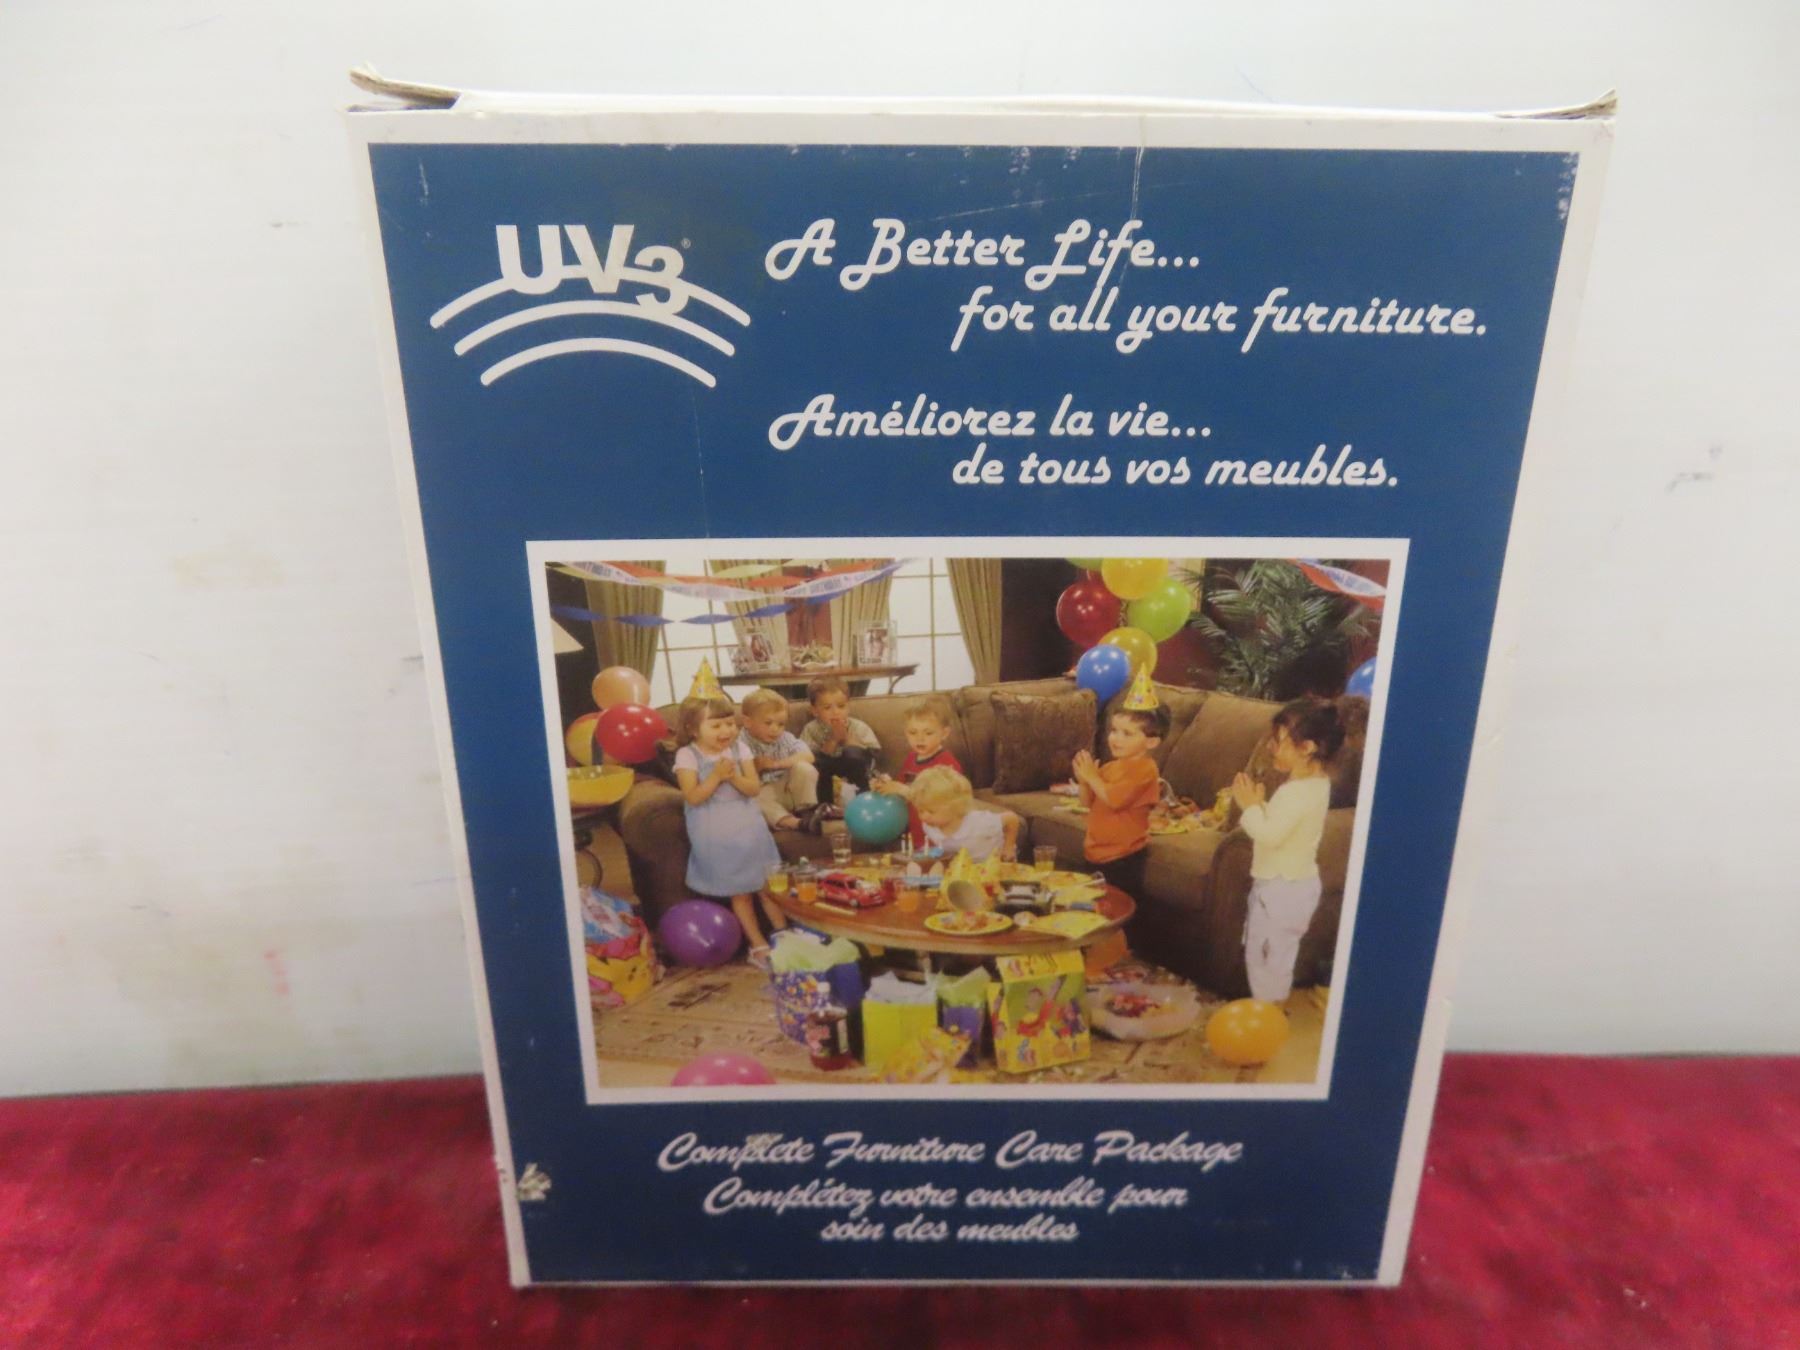 UV3®
A Better Life...
for all your furniture.
Améliorez la vie...
de tous vos meubles.
Complete Furniture Care Package
Complétez votre ensemble pour
soin des meubles